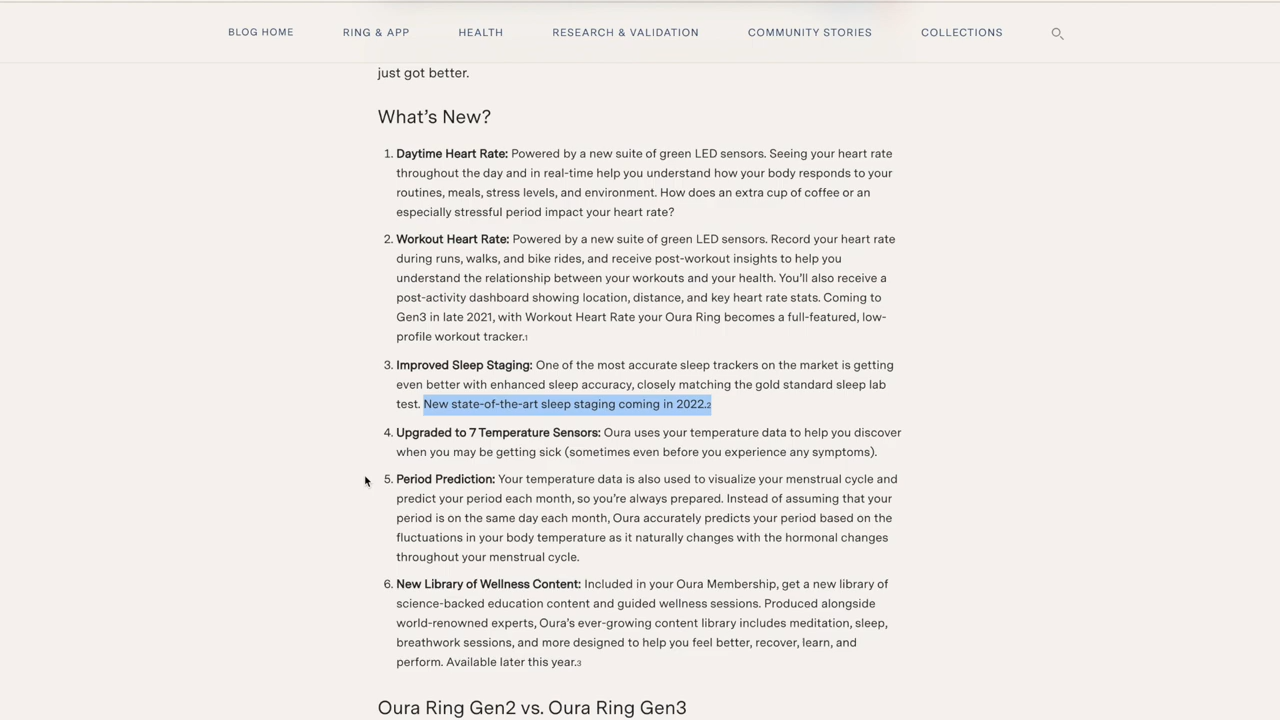 BLOG HOME RING & APP HEALTH RESEARCH & VALIDATION COMMUNITY STORIES COLLECTIONS
just got better.
What's New?
1. Daytime Heart Rate: Powered by a new suite of green LED sensors. Seeing your heart rate
throughout the day and in real-time help you understand how your body responds to your
routines, meals, stress levels, and environment. How does an extra cup of coffee or an
especially stressful period impact your heart rate?
2. Workout Heart Rate: Powered by a new suite of green LED sensors. Record your heart rate
during runs, walks, and bike rides, and receive post-workout insights to help you
understand the relationship between your workouts and your health. You'll also receive a
post-activity dashboard showing location, distance, and key heart rate stats. Coming to
Gen3 in late 2021, with Workout Heart Rate your Oura Ring becomes a full-featured, low-
profile workout tracker.1
3. Improved Sleep Staging: One of the most accurate sleep trackers on the market is getting
even better with enhanced sleep accuracy, closely matching the gold standard sleep lab
test. New state-of-the-art sleep staging coming in 2022.2
4. Upgraded to 7 Temperature Sensors: Oura uses your temperature data to help you discover
when you may be getting sick (sometimes even before you experience any symptoms).
5. Period Prediction: Your temperature data is also used to visualize your menstrual cycle and
predict your period each month, so you're always prepared. Instead of assuming that your
period is on the same day each month, Oura accurately predicts your period based on the
fluctuations in your body temperature as it naturally changes with the hormonal changes
throughout your menstrual cycle.
6. New Library of Wellness Content: Included in your Oura Membership, get a new library of
science-backed education content and guided wellness sessions. Produced alongside
world-renowned experts, Oura's ever-growing content library includes meditation, sleep,
breathwork sessions, and more designed to help you feel better, recover, learn, and
perform. Available later this year.3
Oura Ring Gen2 vs. Oura Ring Gen3